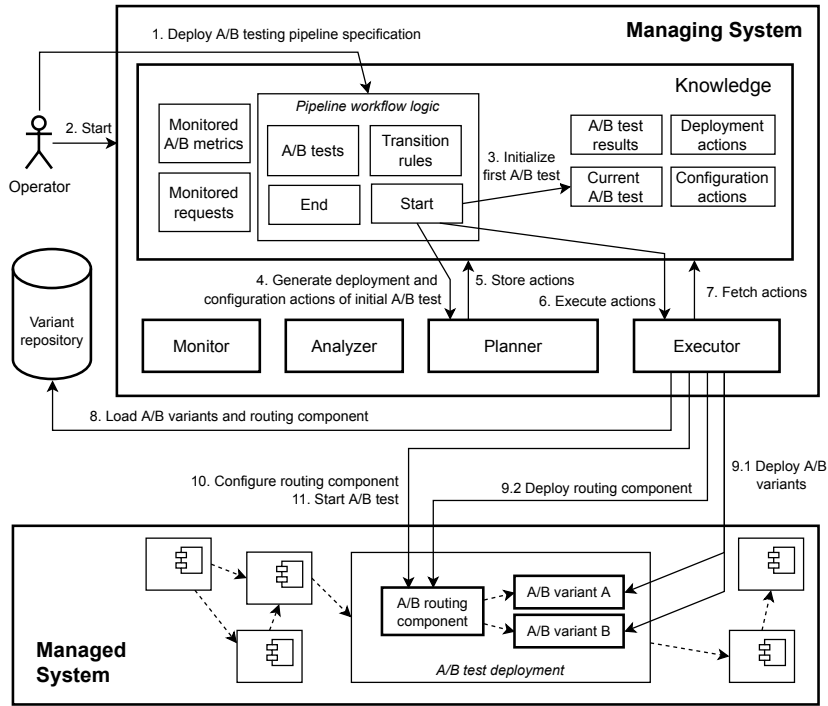 1. Deploy A/B testing pipeline specification
Managing System
Knowledge
Pipeline workflow logic
Monitored
A/B metrics
A/B tests
Transition
rules
A/B test
results
Deployment
actions
2. Start
Operator
3. Initialize
first A/B test
Monitored
requests
End
Start
Current
A/B test
Configuration
actions
4. Generate deployment and
configuration actions of initial A/B test
5. Store actions
6. Execute actions
7. Fetch actions
Variant
repository
Monitor
Analyzer
Planner
Executor
8. Load A/B variants and routing component
9.1 Deploy A/B
variants
10. Configure routing component
11. Start A/B test
9.2 Deploy routing component
A/B routing
component
A/B variant A
A/B variant B
Managed
System
A/B test deployment